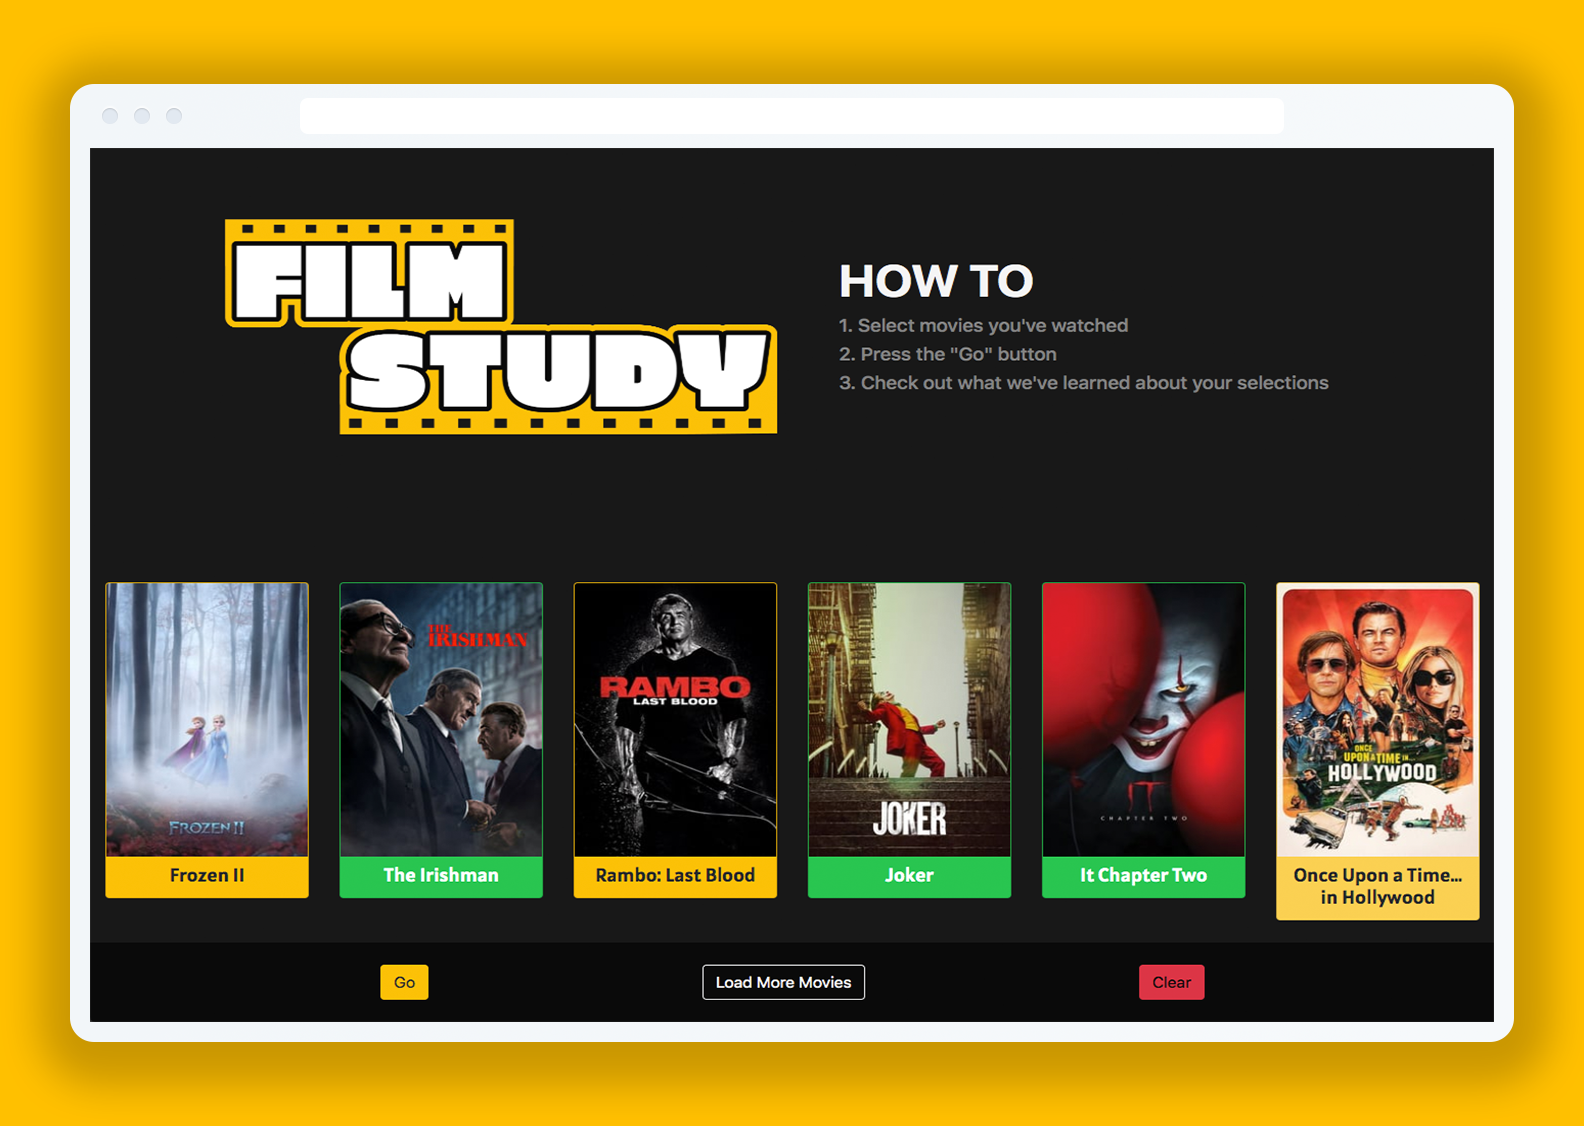 FILM
STUDY
HOW TO
1. Select movies you've watched
2. Press the "Go" button
3. Check out what we've learned about your selections
FROZEN II
Frozen II
THE
IRISHMAN
The Irishman
RAMBO
LAST BLOOD
Rambo: Last Blood
JOKER
Joker
IT
CHAPTER TWO
It Chapter Two
ONCE
UPON A TIME IN...
HOLLYWOOD
Once Upon a Time...
in Hollywood
Go
Load More Movies
Clear